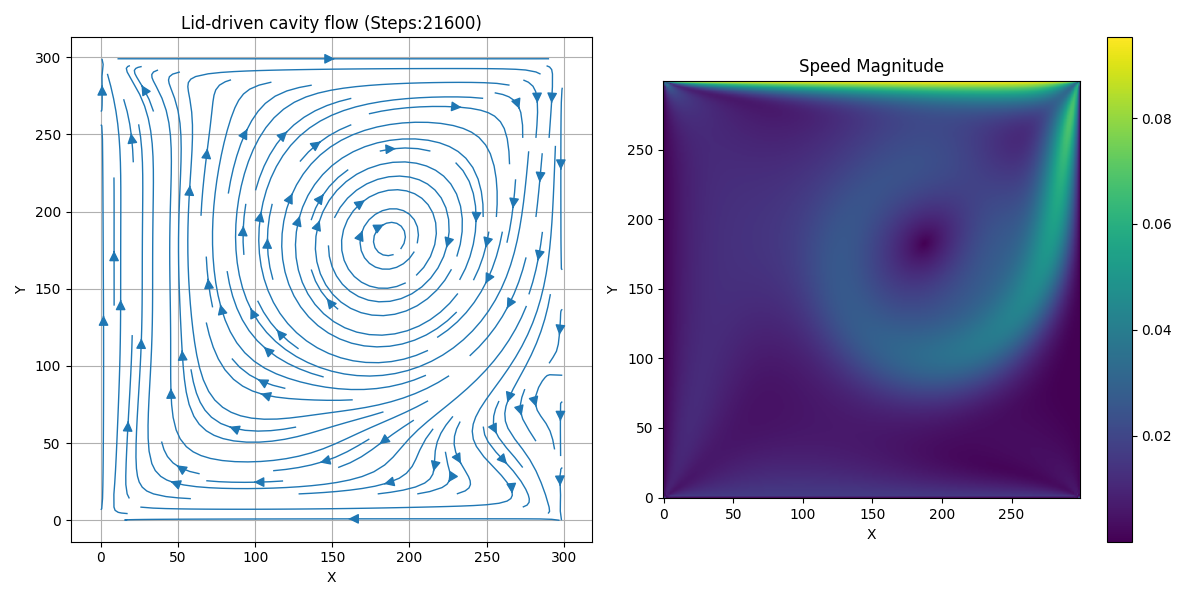 Lid-driven cavity flow (Steps:21600)
300
250
200
150
100
50
0
Y
0 50 100 150 200 250 300
X
Speed Magnitude
250
200
150
100
50
0
Y
0 50 100 150 200 250
X
0.08
0.06
0.04
0.02